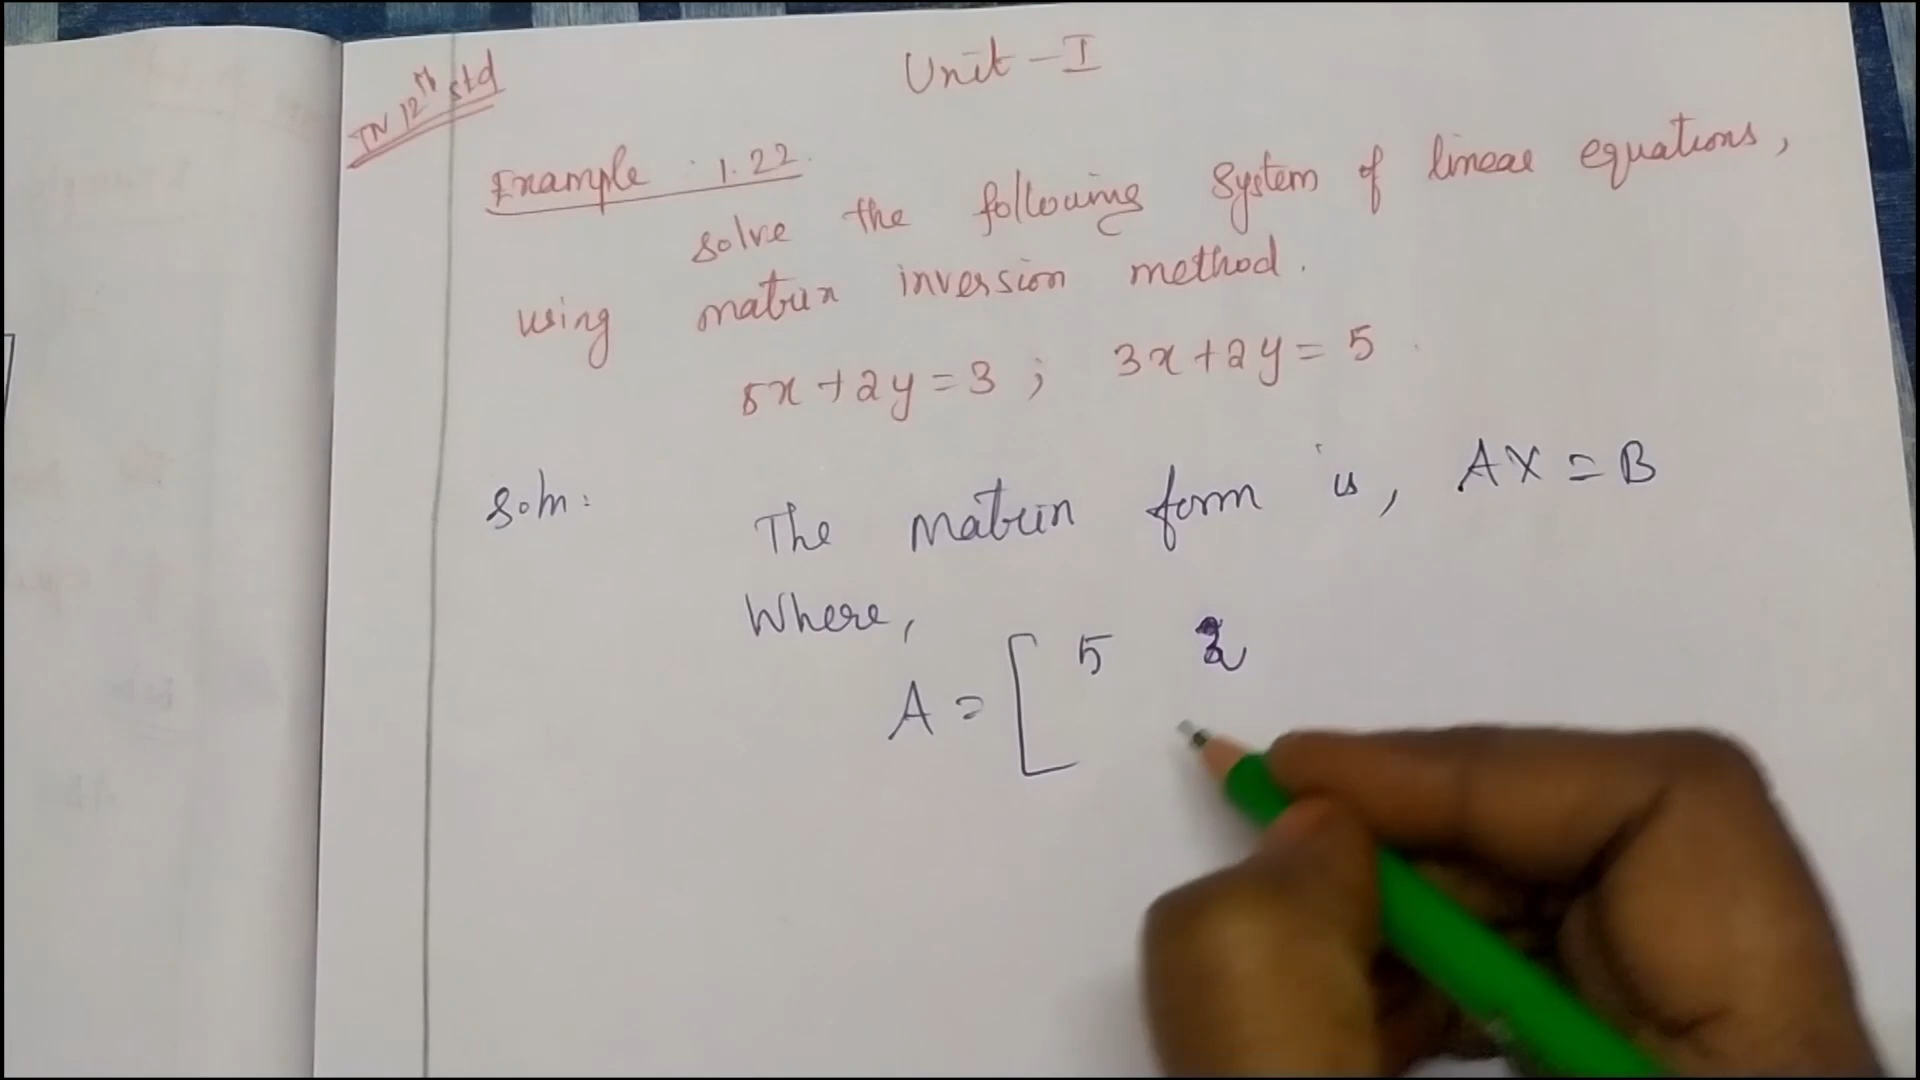 TN 12th std
Unit - I
Example : 1.22.
solve the following system of linear equations,
using matrix inversion method.
5x + 2y = 3 ; 3x + 2y = 5
Soln:
The matrix form is, AX = B
Where,
A = [ 5 2